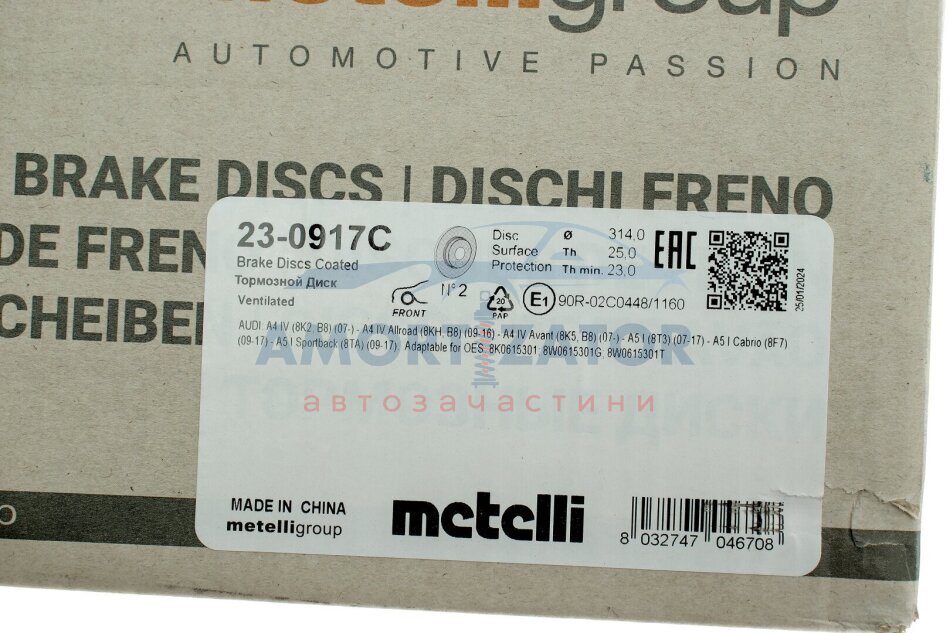 metelligroup
AUTOMOTIVE PASSION
BRAKE DISCS | DISCHI FRENO
DE FREN
SCHEIBEN
23-0917C
Brake Discs Coated
Тормозной Диск
Ventilated
FRONT
N°2
20
PAP
Disc Ø 314,0
Surface Th 25,0
Protection Th min. 23,0
E1 90R-02C0448/1160
EAC
25/01/2024
AUDI: A4 IV (8K2, B8) (07-) - A4 IV Allroad (8KH, B8) (09-16) - A4 IV Avant (8K5, B8) (07-) - A5 I (8T3) (07-17) - A5 I Cabrio (8F7)
(09-17) - A5 I Sportback (8TA) (09-17). Adaptable for OES: 8K0615301; 8W0615301G; 8W0615301T
AMORTIZATOR
автозачастини
MADE IN CHINA
metelligroup
metelli
8 032747 046708